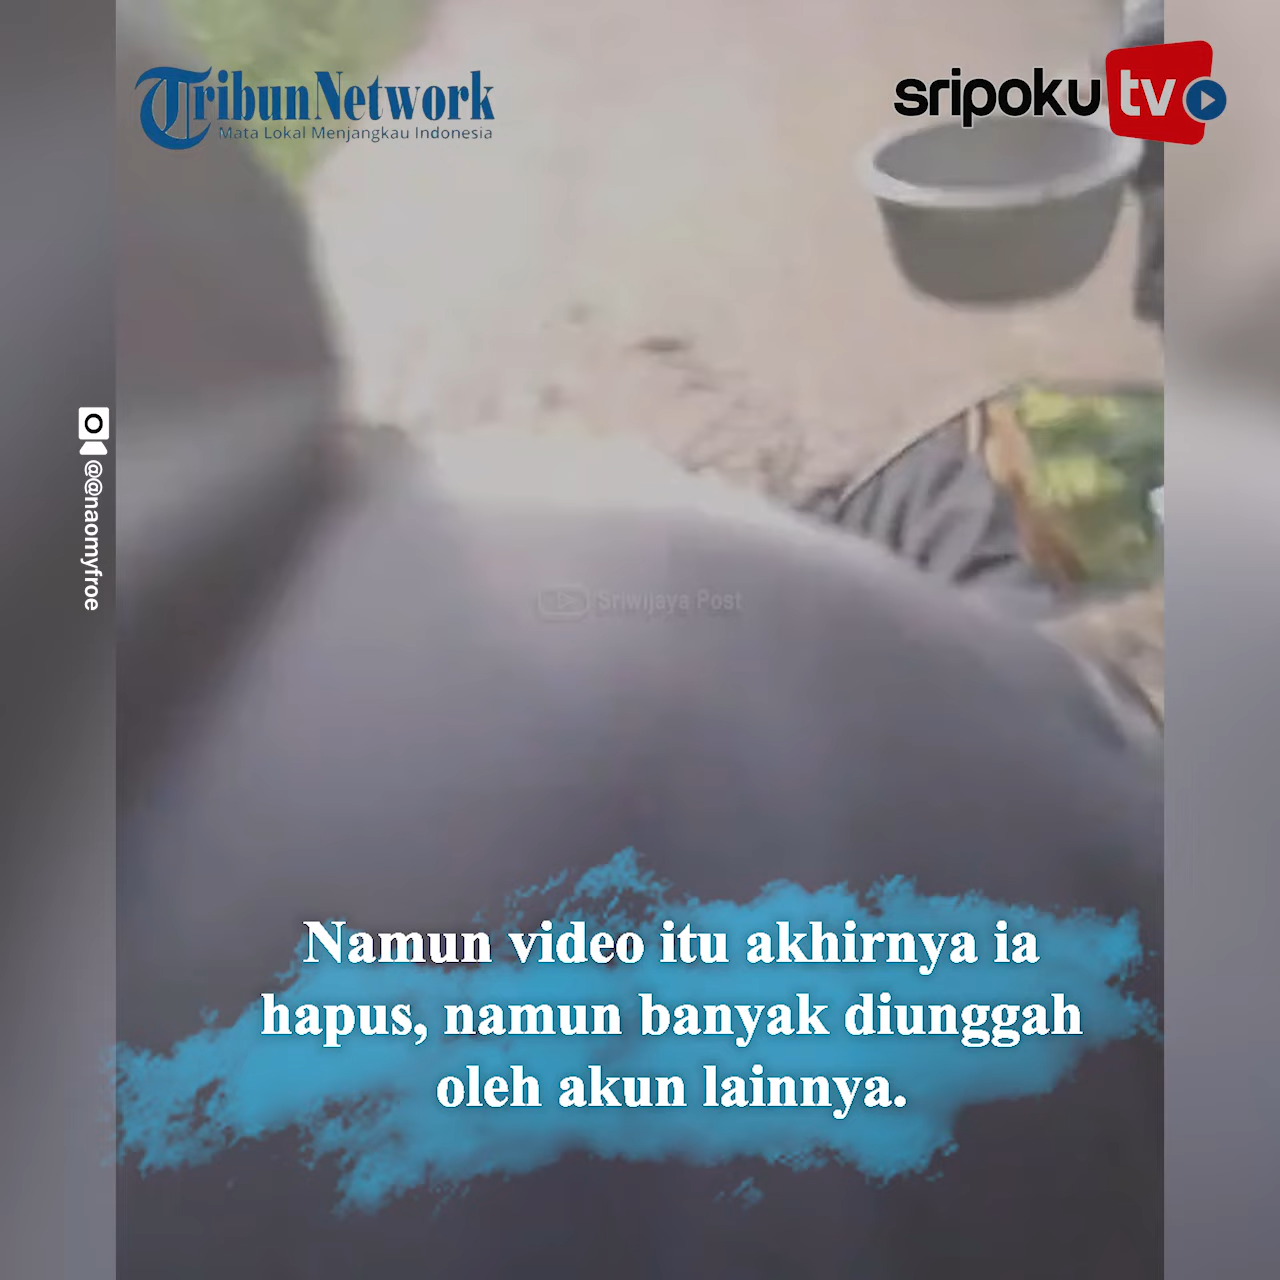 TribunNetwork
Mata Lokal Menjangkau Indonesia
sripoku tv
@@naomyfroe
Sriwijaya Post
Namun video itu akhirnya ia
hapus, namun banyak diunggah
oleh akun lainnya.